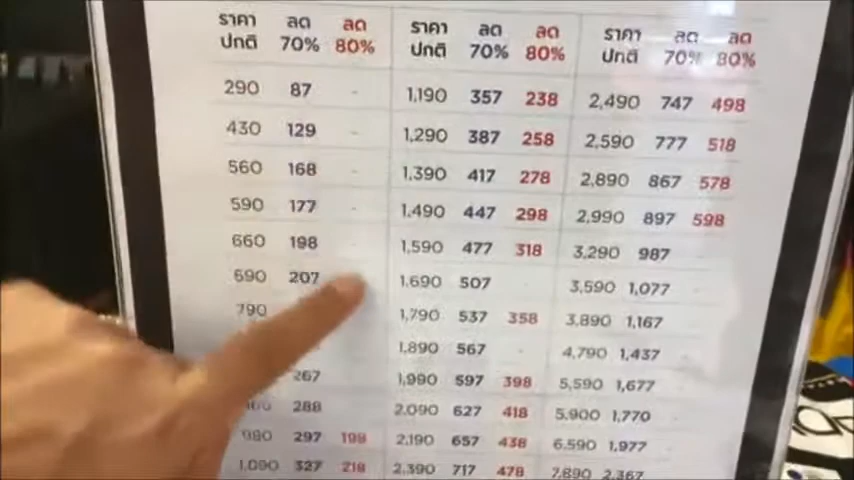 ราคา ลด ลด ราคา ลด ลด ราคา ลด ลด
ปกติ 70% 80% ปกติ 70% 80% ปกติ 70% 80%
290 87 - 1,190 357 238 2,490 747 498
430 129 - 1,290 387 258 2,590 777 518
560 168 - 1,390 417 278 2,890 867 578
590 177 - 1,490 447 298 2,990 897 598
660 198 1,590 477 318 3,290 987
690 207 1,690 507 - 3,590 1,077
790 1,790 537 358 3,890 1,167
1,890 567 - 4,790 1,437
267 1,990 597 398 5,590 1,677
288 2,090 627 418 5,900 1,770
990 297 198 2,190 657 438 6,590 1,977
1,090 327 218 2,390 717 478 7,890 2,367